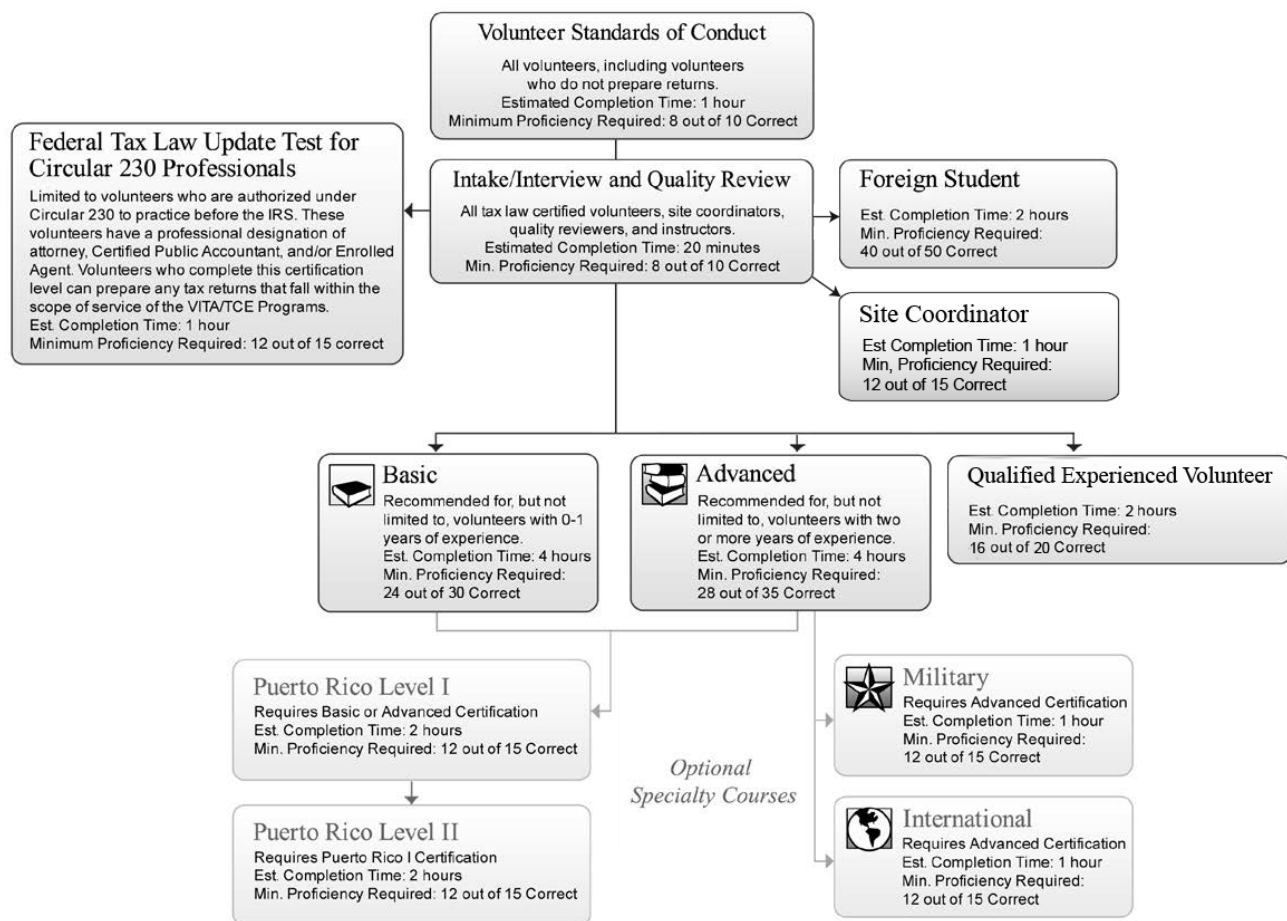 Volunteer Standards of Conduct
All volunteers, including volunteers
who do not prepare returns.
Estimated Completion Time: 1 hour
Minimum Proficiency Required: 8 out of 10 Correct
Federal Tax Law Update Test for
Circular 230 Professionals
Limited to volunteers who are authorized under
Circular 230 to practice before the IRS. These
volunteers have a professional designation of
attorney, Certified Public Accountant, and/or Enrolled
Agent. Volunteers who complete this certification
level can prepare any tax returns that fall within the
scope of service of the VITA/TCE Programs.
Est. Completion Time: 1 hour
Minimum Proficiency Required: 12 out of 15 correct
Intake/Interview and Quality Review
All tax law certified volunteers, site coordinators,
quality reviewers, and instructors.
Estimated Completion Time: 20 minutes
Min. Proficiency Required: 8 out of 10 Correct
Foreign Student
Est. Completion Time: 2 hours
Min. Proficiency Required:
40 out of 50 Correct
Site Coordinator
Est Completion Time: 1 hour
Min, Proficiency Required:
12 out of 15 Correct
Basic
Recommended for, but not
limited to, volunteers with 0-1
years of experience.
Est. Completion Time: 4 hours
Min. Proficiency Required:
24 out of 30 Correct
Advanced
Recommended for, but not
limited to, volunteers with two
or more years of experience.
Est. Completion Time: 4 hours
Min. Proficiency Required:
28 out of 35 Correct
Qualified Experienced Volunteer
Est. Completion Time: 2 hours
Min. Proficiency Required:
16 out of 20 Correct
Puerto Rico Level I
Requires Basic or Advanced Certification
Est. Completion Time: 2 hours
Min. Proficiency Required: 12 out of 15 Correct
Puerto Rico Level II
Requires Puerto Rico I Certification
Est. Completion Time: 2 hours
Min. Proficiency Required: 12 out of 15 Correct
Optional
Specialty Courses
Military
Requires Advanced Certification
Est. Completion Time: 1 hour
Min. Proficiency Required:
12 out of 15 Correct
International
Requires Advanced Certification
Est. Completion Time: 1 hour
Min. Proficiency Required:
12 out of 15 Correct